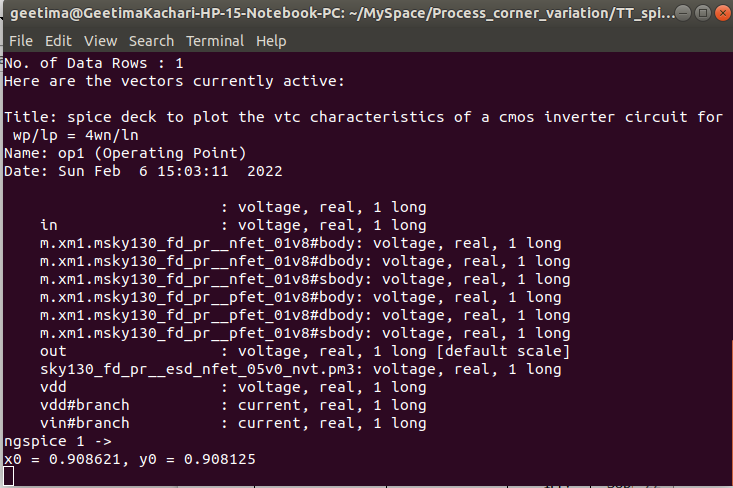 geetima@GeetimaKachari-HP-15-Notebook-PC: ~/MySpace/Process_corner_variation/TT_spi...
File Edit View Search Terminal Help
No. of Data Rows : 1
Here are the vectors currently active:
Title: spice deck to plot the vtc characteristics of a cmos inverter circuit for
wp/lp = 4wn/ln
Name: op1 (Operating Point)
Date: Sun Feb  6 15:03:11  2022
: voltage, real, 1 long
in                  : voltage, real, 1 long
m.xm1.msky130_fd_pr__nfet_01v8#body: voltage, real, 1 long
m.xm1.msky130_fd_pr__nfet_01v8#dbody: voltage, real, 1 long
m.xm1.msky130_fd_pr__nfet_01v8#sbody: voltage, real, 1 long
m.xm1.msky130_fd_pr__pfet_01v8#body: voltage, real, 1 long
m.xm1.msky130_fd_pr__pfet_01v8#dbody: voltage, real, 1 long
m.xm1.msky130_fd_pr__pfet_01v8#sbody: voltage, real, 1 long
out                 : voltage, real, 1 long [default scale]
sky130_fd_pr__esd_nfet_05v0_nvt.pm3: voltage, real, 1 long
vdd                 : voltage, real, 1 long
vdd#branch          : current, real, 1 long
vin#branch          : current, real, 1 long
ngspice 1 ->
x0 = 0.908621, y0 = 0.908125